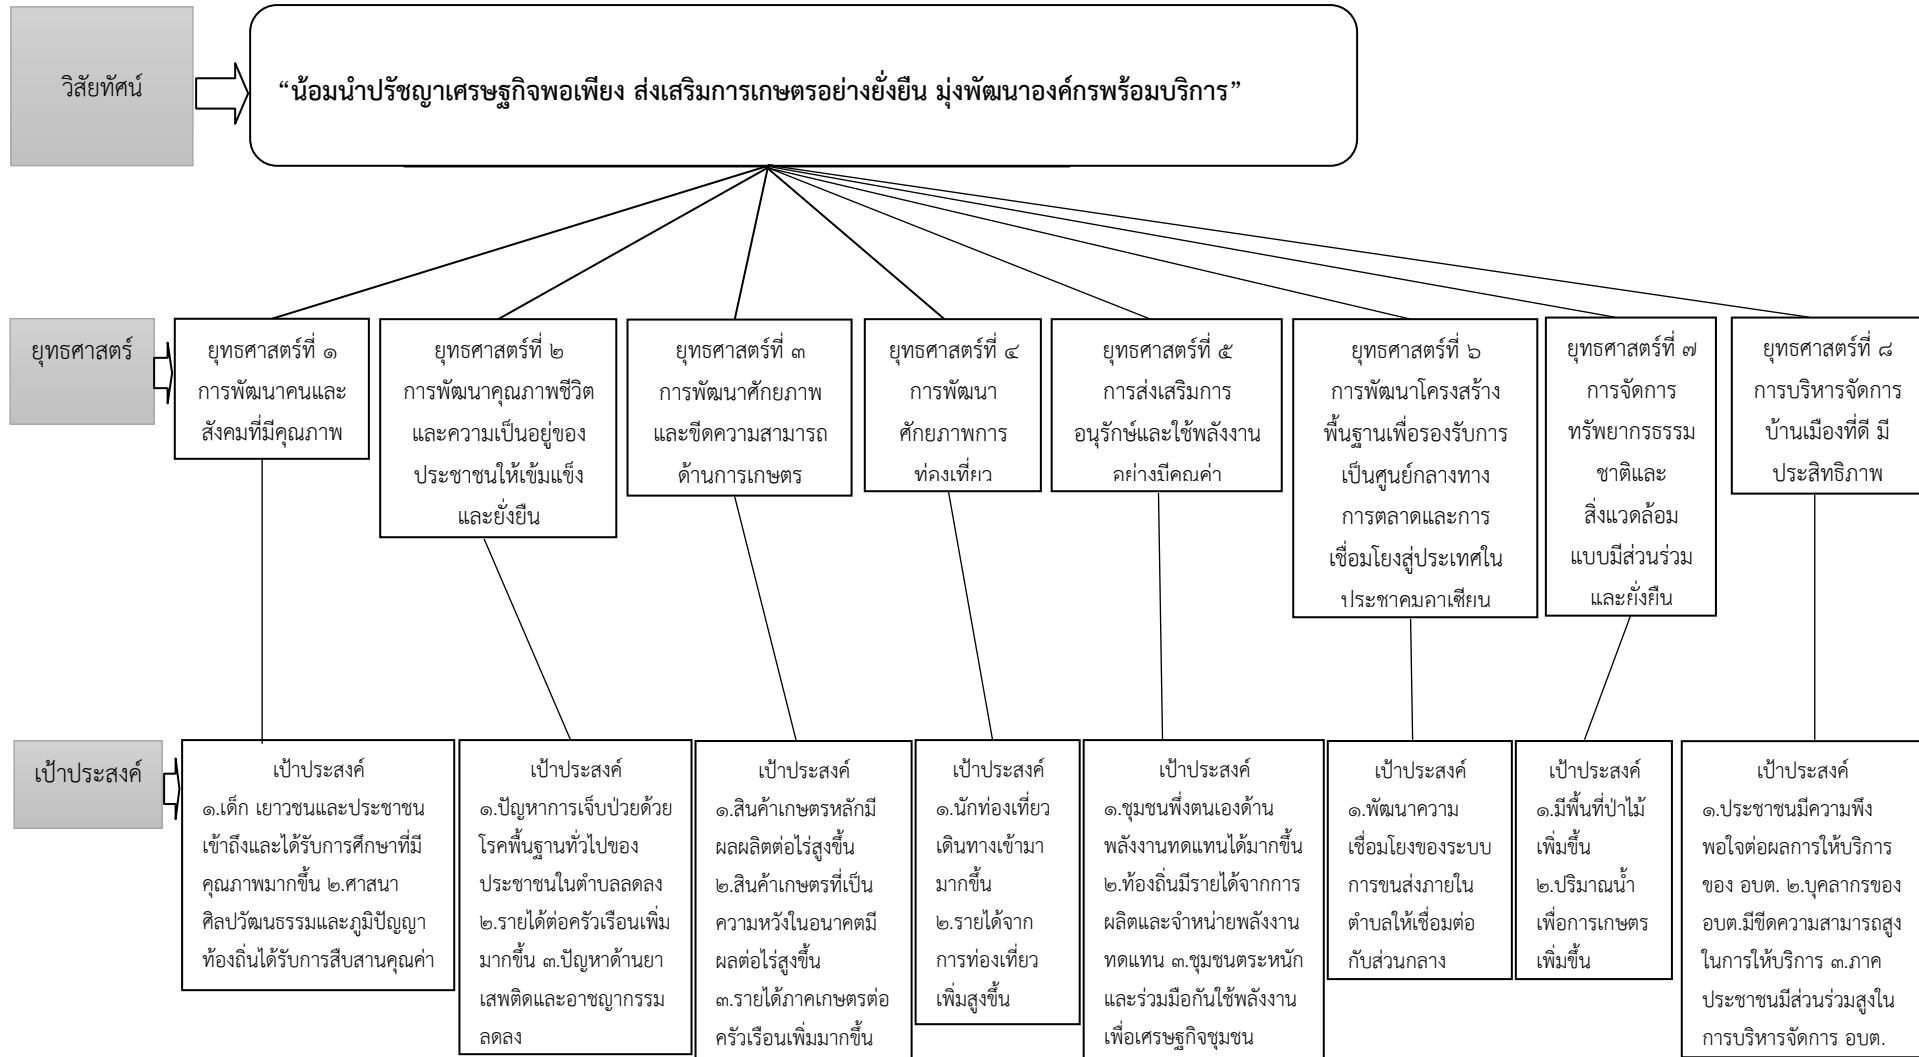 วิสัยทัศน์
“น้อมนำปรัชญาเศรษฐกิจพอเพียง ส่งเสริมการเกษตรอย่างยั่งยืน มุ่งพัฒนาองค์กรพร้อมบริการ”
ยุทธศาสตร์
ยุทธศาสตร์ที่ ๑
การพัฒนาคนและ
สังคมที่มีคุณภาพ
ยุทธศาสตร์ที่ ๒
การพัฒนาคุณภาพชีวิต
และความเป็นอยู่ของ
ประชาชนให้เข้มแข็ง
และยั่งยืน
ยุทธศาสตร์ที่ ๓
การพัฒนาศักยภาพ
และขีดความสามารถ
ด้านการเกษตร
ยุทธศาสตร์ที่ ๔
การพัฒนา
ศักยภาพการ
ท่องเที่ยว
ยุทธศาสตร์ที่ ๕
การส่งเสริมการ
อนุรักษ์และใช้พลังงาน
อย่างมีคุณค่า
ยุทธศาสตร์ที่ ๖
การพัฒนาโครงสร้าง
พื้นฐานเพื่อรองรับการ
เป็นศูนย์กลางทาง
การตลาดและการ
เชื่อมโยงสู่ประเทศใน
ประชาคมอาเซียน
ยุทธศาสตร์ที่ ๗
การจัดการ
ทรัพยากรธรรม
ชาติและ
สิ่งแวดล้อม
แบบมีส่วนร่วม
และยั่งยืน
ยุทธศาสตร์ที่ ๘
การบริหารจัดการ
บ้านเมืองที่ดี มี
ประสิทธิภาพ
เป้าประสงค์
เป้าประสงค์
๑.เด็ก เยาวชนและประชาชน
เข้าถึงและได้รับการศึกษาที่มี
คุณภาพมากขึ้น ๒.ศาสนา
ศิลปวัฒนธรรมและภูมิปัญญา
ท้องถิ่นได้รับการสืบสานคุณค่า
เป้าประสงค์
๑.ปัญหาการเจ็บป่วยด้วย
โรคพื้นฐานทั่วไปของ
ประชาชนในตำบลลดลง
๒.รายได้ต่อครัวเรือนเพิ่ม
มากขึ้น ๓.ปัญหาด้านยา
เสพติดและอาชญากรรม
ลดลง
เป้าประสงค์
๑.สินค้าเกษตรหลักมี
ผลผลิตต่อไร่สูงขึ้น
๒.สินค้าเกษตรที่เป็น
ความหวังในอนาคตมี
ผลต่อไร่สูงขึ้น
๓.รายได้ภาคเกษตรต่อ
ครัวเรือนเพิ่มมากขึ้น
เป้าประสงค์
๑.นักท่องเที่ยว
เดินทางเข้ามา
มากขึ้น
๒.รายได้จาก
การท่องเที่ยว
เพิ่มสูงขึ้น
เป้าประสงค์
๑.ชุมชนพึ่งตนเองด้าน
พลังงานทดแทนได้มากขึ้น
๒.ท้องถิ่นมีรายได้จากการ
ผลิตและจำหน่ายพลังงาน
ทดแทน ๓.ชุมชนตระหนัก
และร่วมมือกันใช้พลังงาน
เพื่อเศรษฐกิจชุมชน
เป้าประสงค์
๑.พัฒนาความ
เชื่อมโยงของระบบ
การขนส่งภายใน
ตำบลให้เชื่อมต่อ
กับส่วนกลาง
เป้าประสงค์
๑.มีพื้นที่ป่าไม้
เพิ่มขึ้น
๒.ปริมาณน้ำ
เพื่อการเกษตร
เพิ่มขึ้น
เป้าประสงค์
๑.ประชาชนมีความพึง
พอใจต่อผลการให้บริการ
ของ อบต. ๒.บุคลากรของ
อบต.มีขีดความสามารถสูง
ในการให้บริการ ๓.ภาค
ประชาชนมีส่วนร่วมสูงใน
การบริหารจัดการ อบต.